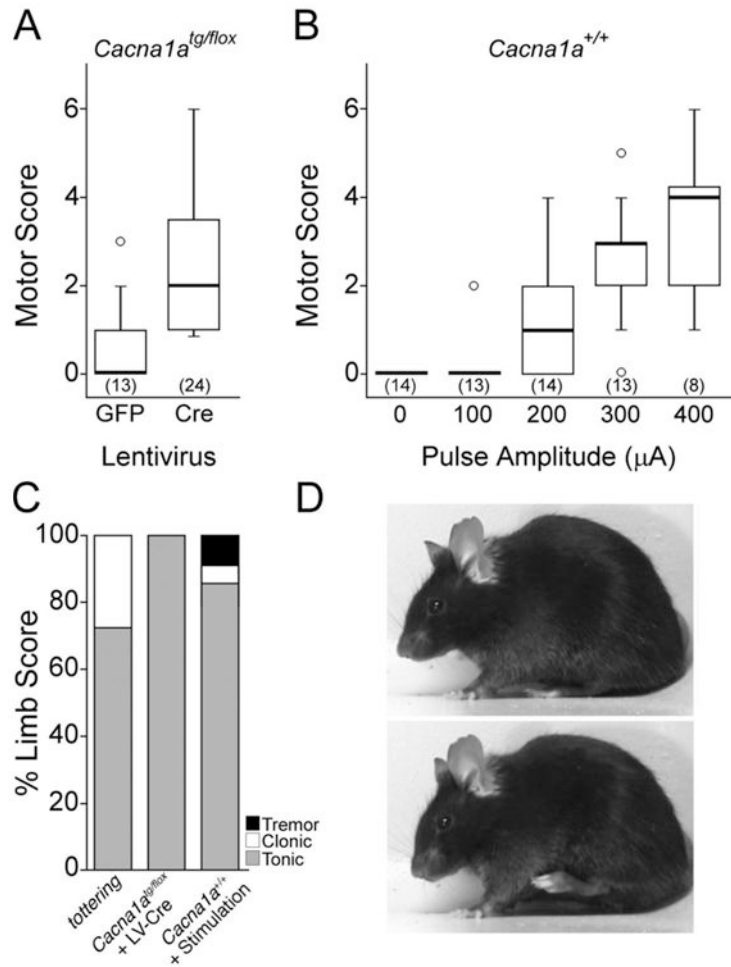 A
Cacna1a tg/flox
Motor Score
6
4
2
0
(13) (24)
GFP Cre
Lentivirus
B
Cacna1a +/+
Motor Score
6
4
2
0
(14) (13) (14) (13) (8)
0 100 200 300 400
Pulse Amplitude (µA)
C
% Limb Score
100
80
60
40
20
0
Tremor
Clonic
Tonic
tottering
Cacna1a tg/flox
+ LV-Cre
Cacna1a +/+
+ Stimulation
D